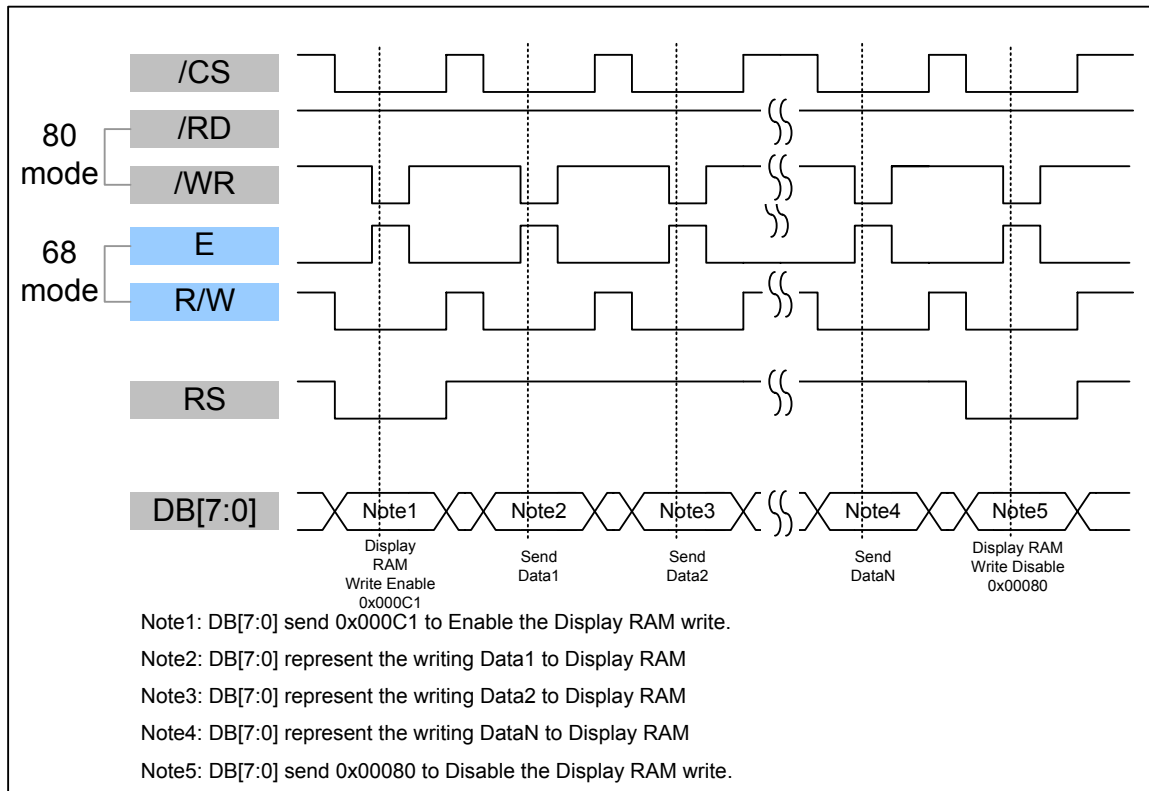 /CS
80
mode
/RD
/WR
68
mode
E
R/W
RS
DB[7:0]
Note1
Note2
Note3
Note4
Note5
Display
RAM
Write Enable
0x000C1
Send
Data1
Send
Data2
Send
DataN
Display RAM
Write Disable
0x00080
Note1: DB[7:0] send 0x000C1 to Enable the Display RAM write.
Note2: DB[7:0] represent the writing Data1 to Display RAM
Note3: DB[7:0] represent the writing Data2 to Display RAM
Note4: DB[7:0] represent the writing DataN to Display RAM
Note5: DB[7:0] send 0x00080 to Disable the Display RAM write.